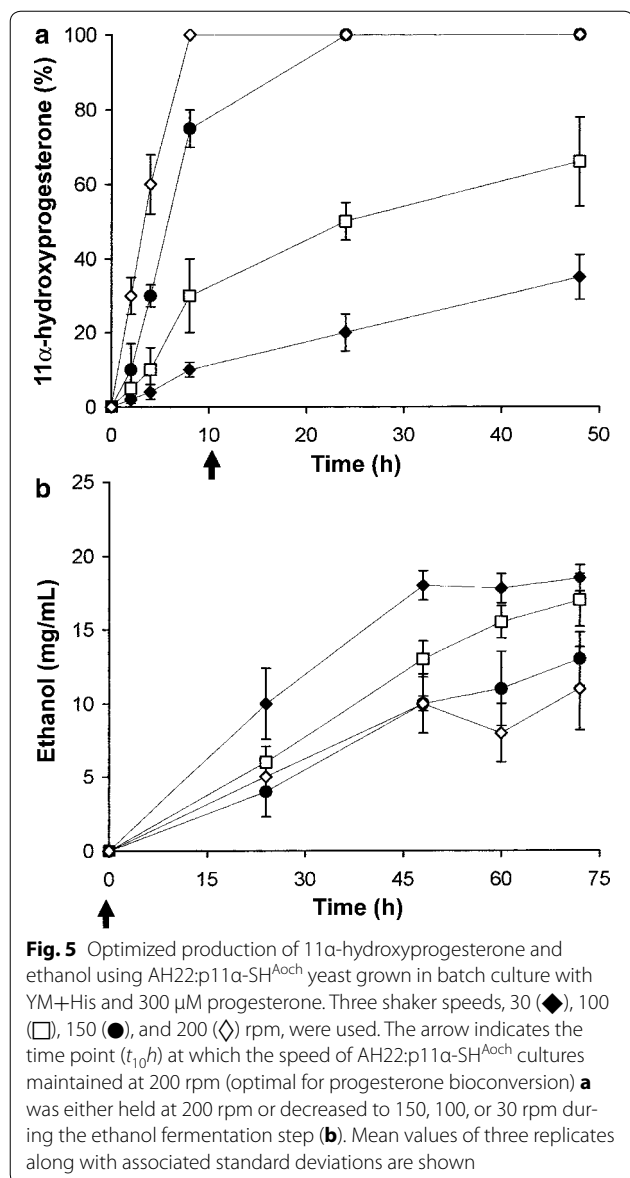 a
11α-hydroxyprogesterone (%)
100
80
60
40
20
0
0 10 20 30 40 50
Time (h)
b
Ethanol (mg/mL)
25
20
15
10
5
0
0 15 30 45 60 75
Time (h)
Fig. 5 Optimized production of 11α-hydroxyprogesterone and
ethanol using AH22:p11α-SH^Aoch yeast grown in batch culture with
YM+His and 300 μM progesterone. Three shaker speeds, 30 (◆), 100
(□), 150 (●), and 200 (◇) rpm, were used. The arrow indicates the
time point (t₁₀h) at which the speed of AH22:p11α-SH^Aoch cultures
maintained at 200 rpm (optimal for progesterone bioconversion) a
was either held at 200 rpm or decreased to 150, 100, or 30 rpm dur-
ing the ethanol fermentation step (b). Mean values of three replicates
along with associated standard deviations are shown